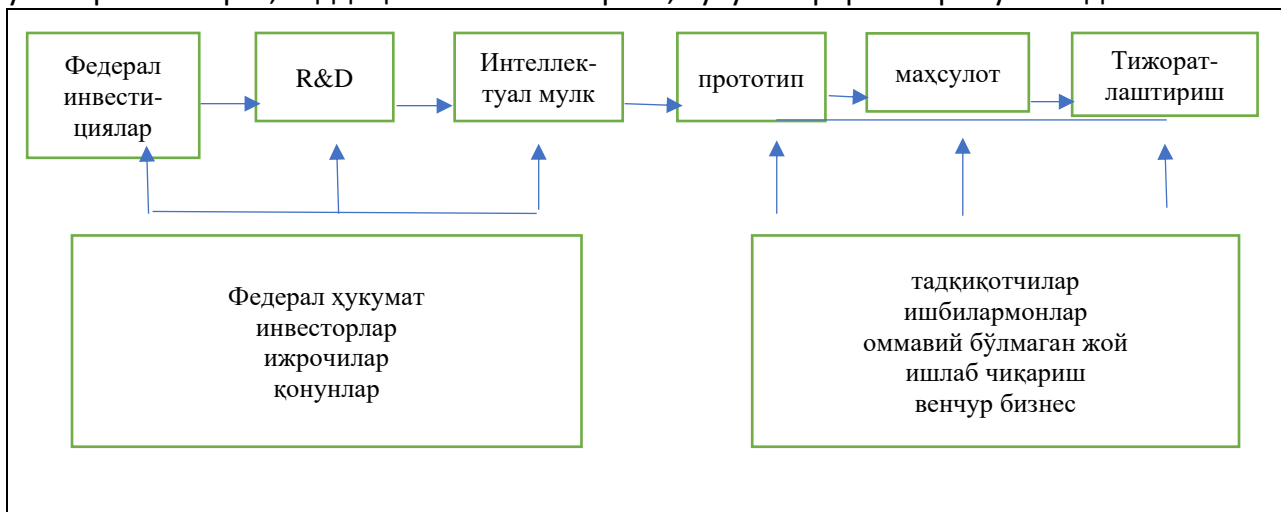 Федерал
инвести-
циялар
R&D
Интеллек-
туал мулк
прототип
маҳсулот
Тижорат-
лаштириш
Федерал ҳукумат
инвесторлар
ижрочилар
қонунлар
тадқиқотчилар
ишбилармонлар
оммавий бўлмаган жой
ишлаб чиқариш
венчур бизнес